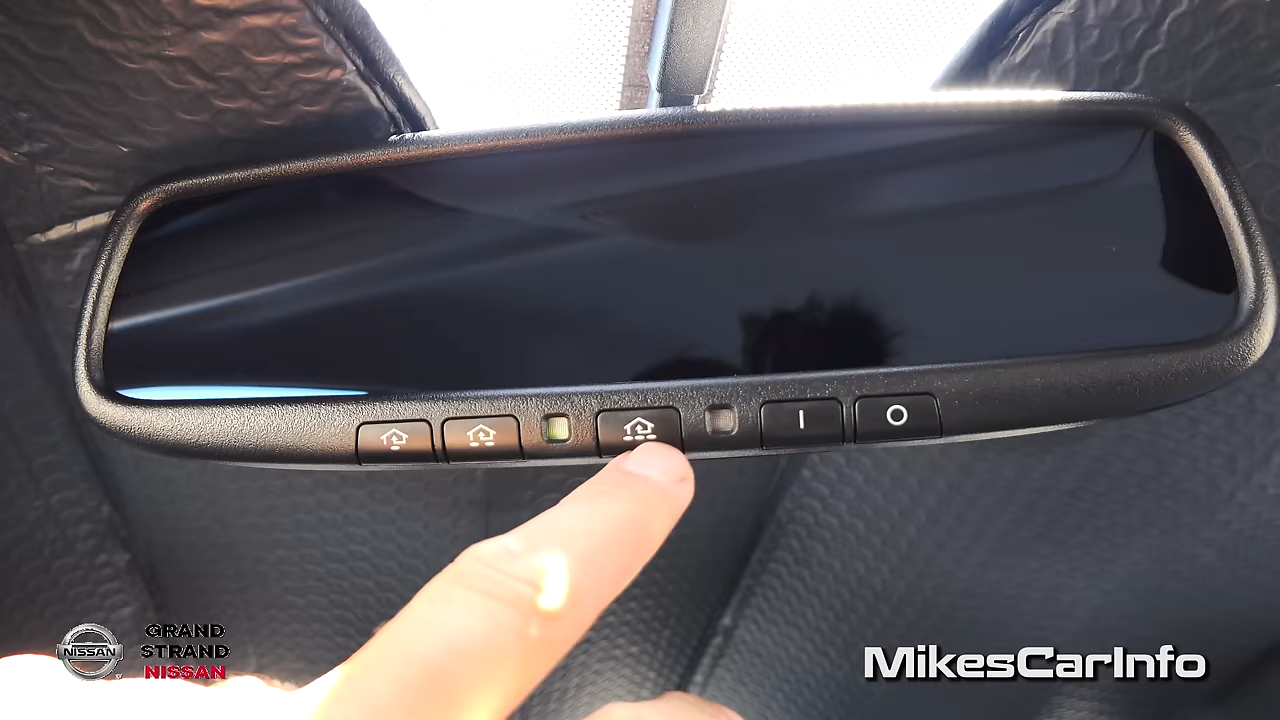 I
O
NISSAN
GRAND
STRAND
NISSAN
MikesCarInfo